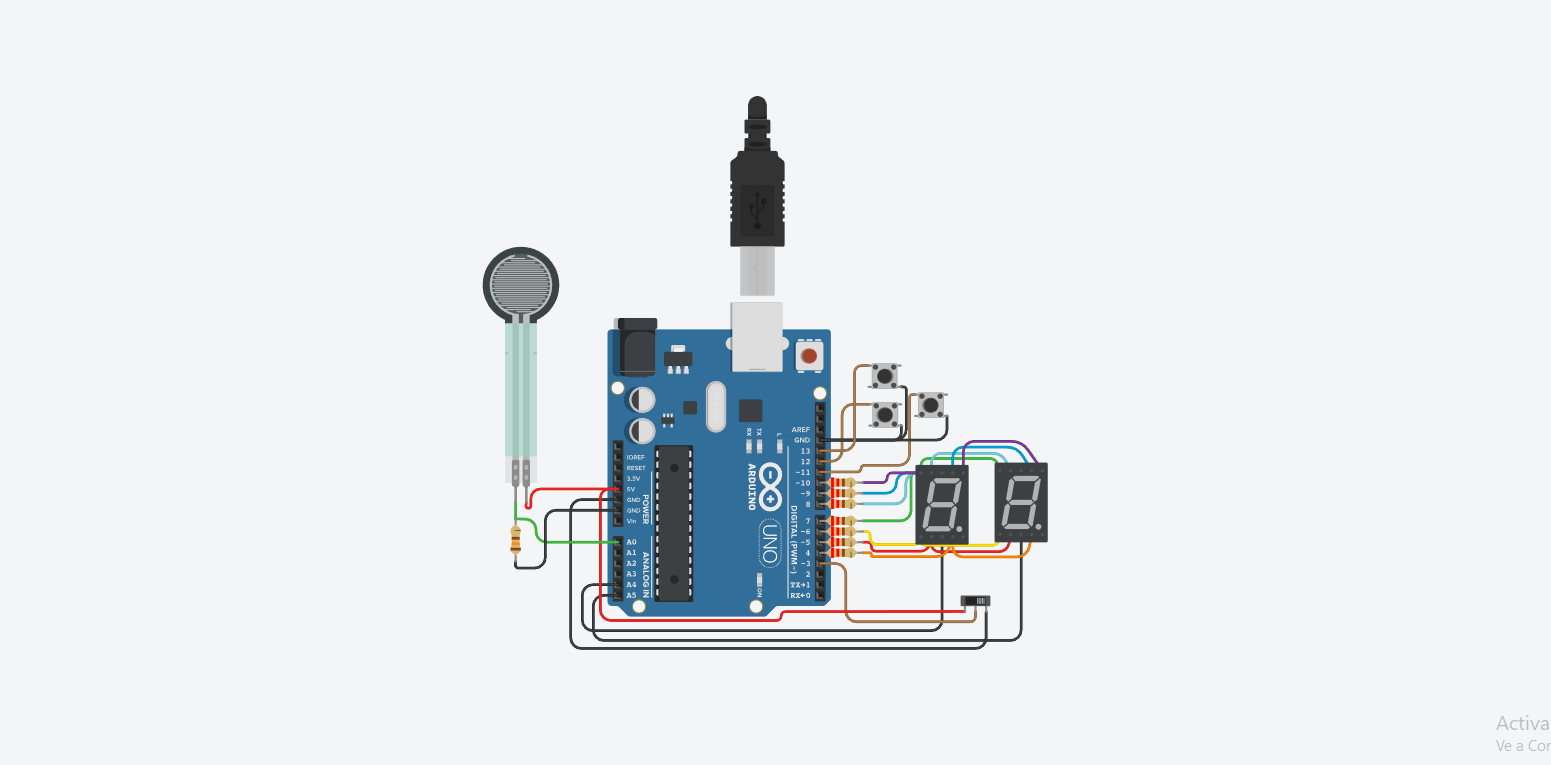 IOREF
RESET
3.3V
5V
GND
GND
Vin
POWER
A0
A1
A2
A3
A4
A5
ANALOG IN
RX
TX
L
ARDUINO
UNO
ON
AREF
GND
13
12
~11
~10
~9
8
7
~6
~5
4
~3
2
TX→1
RX←0
DIGITAL (PWM~)
Activa
Ve a Con